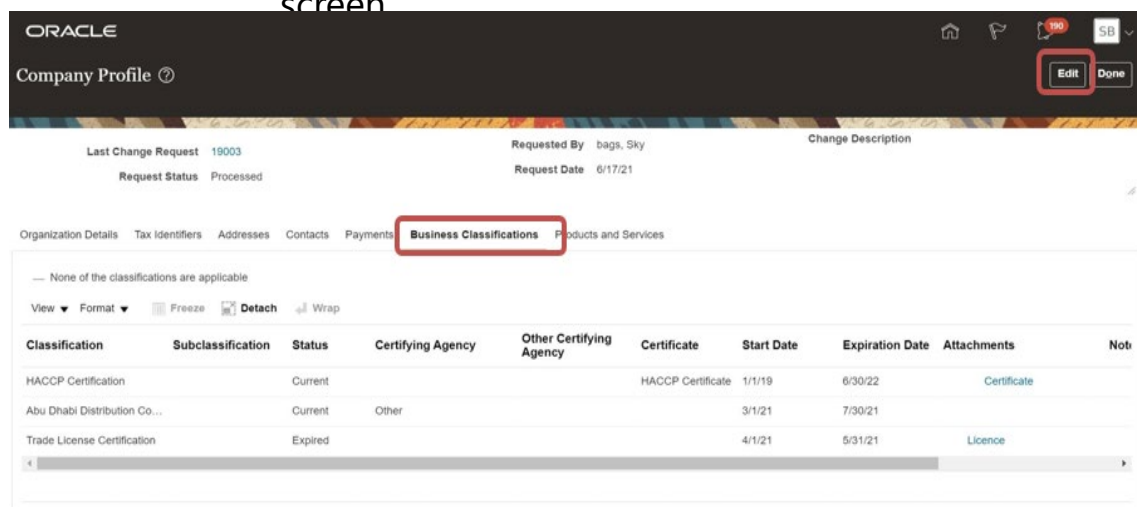 screen
ORACLE
190
SB
Company Profile
Edit Done
Last Change Request 19003 Requested By bags, Sky Change Description
Request Status Processed Request Date 6/17/21
Organization Details Tax Identifiers Addresses Contacts Payments Business Classifications Products and Services
— None of the classifications are applicable
View Format Freeze Detach Wrap
Classification Subclassification Status Certifying Agency Other Certifying Agency Certificate Start Date Expiration Date Attachments Note
HACCP Certification Current HACCP Certificate 1/1/19 6/30/22 Certificate
Abu Dhabi Distribution Co... Current Other 3/1/21 7/30/21
Trade License Certification Expired 4/1/21 5/31/21 Licence